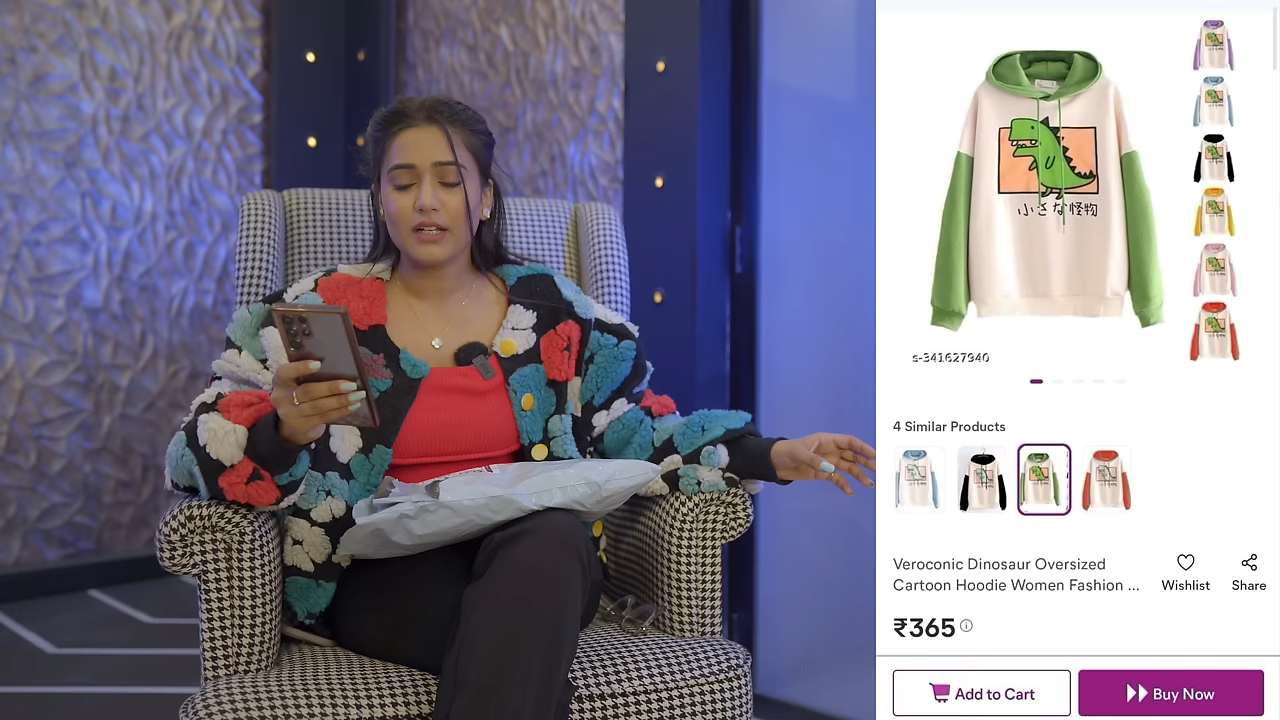 小さな怪物
s-341627940
4 Similar Products
Veroconic Dinosaur Oversized
Cartoon Hoodie Women Fashion ...
Wishlist
Share
₹365
Add to Cart
Buy Now